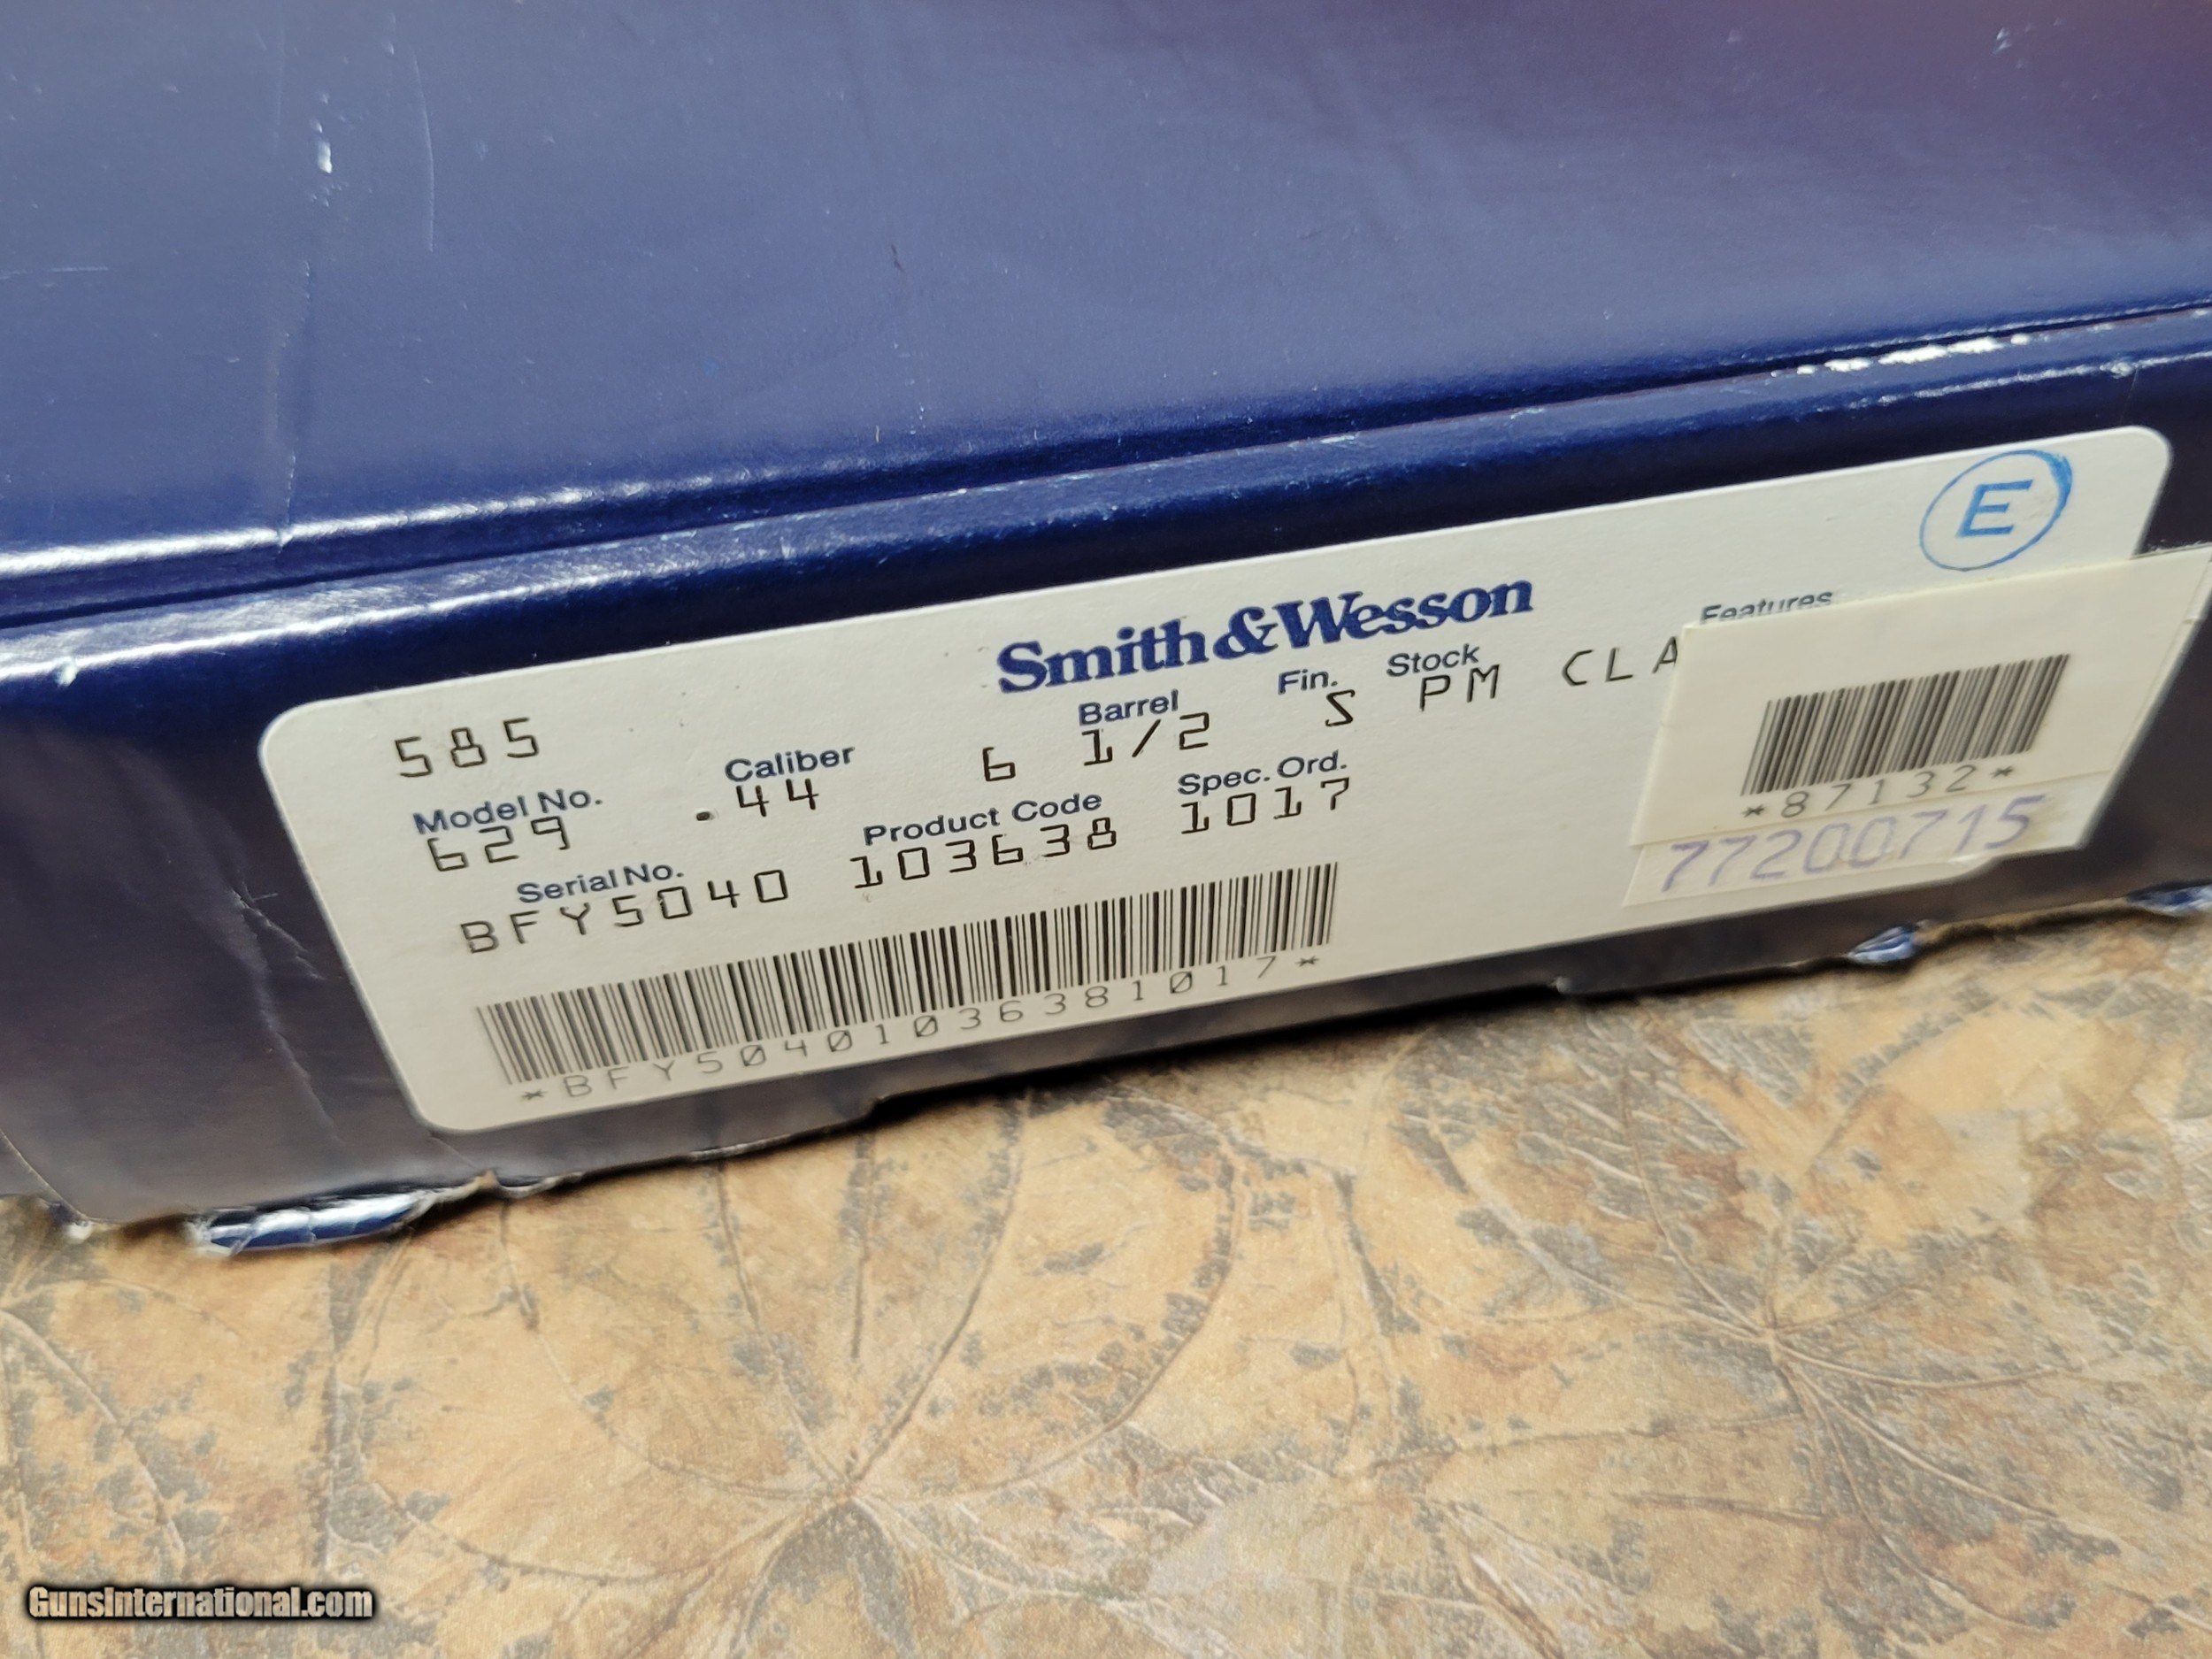 E
Smith & Wesson
585
Model No. Caliber Barrel Fin. Stock Features
629 .44 6 1/2 S PM CLA
Serial No. Product Code Spec. Ord.
BFY5040 103638 1017
*BFY50401036381017*
*87132*
77200715
GunsInternational.com